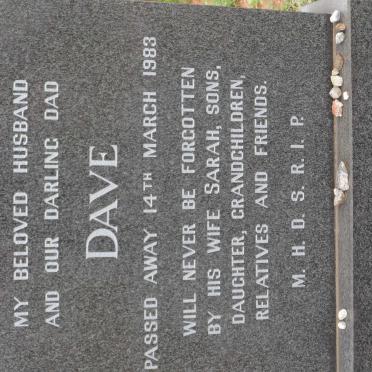 MY BELOVED HUSBAND
AND OUR DARLING DAD
DAVE
PASSED AWAY 14TH MARCH 1983
WILL NEVER BE FORGOTTEN
BY HIS WIFE SARAH, SONS,
DAUGHTER, GRANDCHILDREN,
RELATIVES AND FRIENDS.
M. H. D. S. R. I. P.